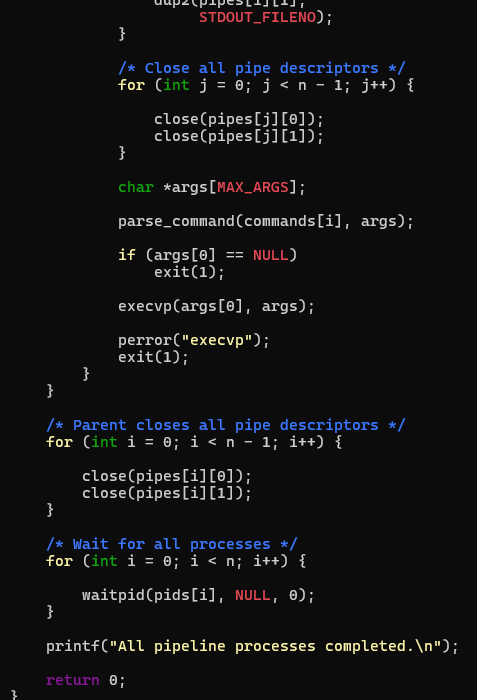 dup2(pipes[i][1],
STDOUT_FILENO);
}
/* Close all pipe descriptors */
for (int j = 0; j < n - 1; j++) {
close(pipes[j][0]);
close(pipes[j][1]);
}
char *args[MAX_ARGS];
parse_command(commands[i], args);
if (args[0] == NULL)
exit(1);
execvp(args[0], args);
perror("execvp");
exit(1);
}
}
/* Parent closes all pipe descriptors */
for (int i = 0; i < n - 1; i++) {
close(pipes[i][0]);
close(pipes[i][1]);
}
/* Wait for all processes */
for (int i = 0; i < n; i++) {
waitpid(pids[i], NULL, 0);
}
printf("All pipeline processes completed.\n");
return 0;
}